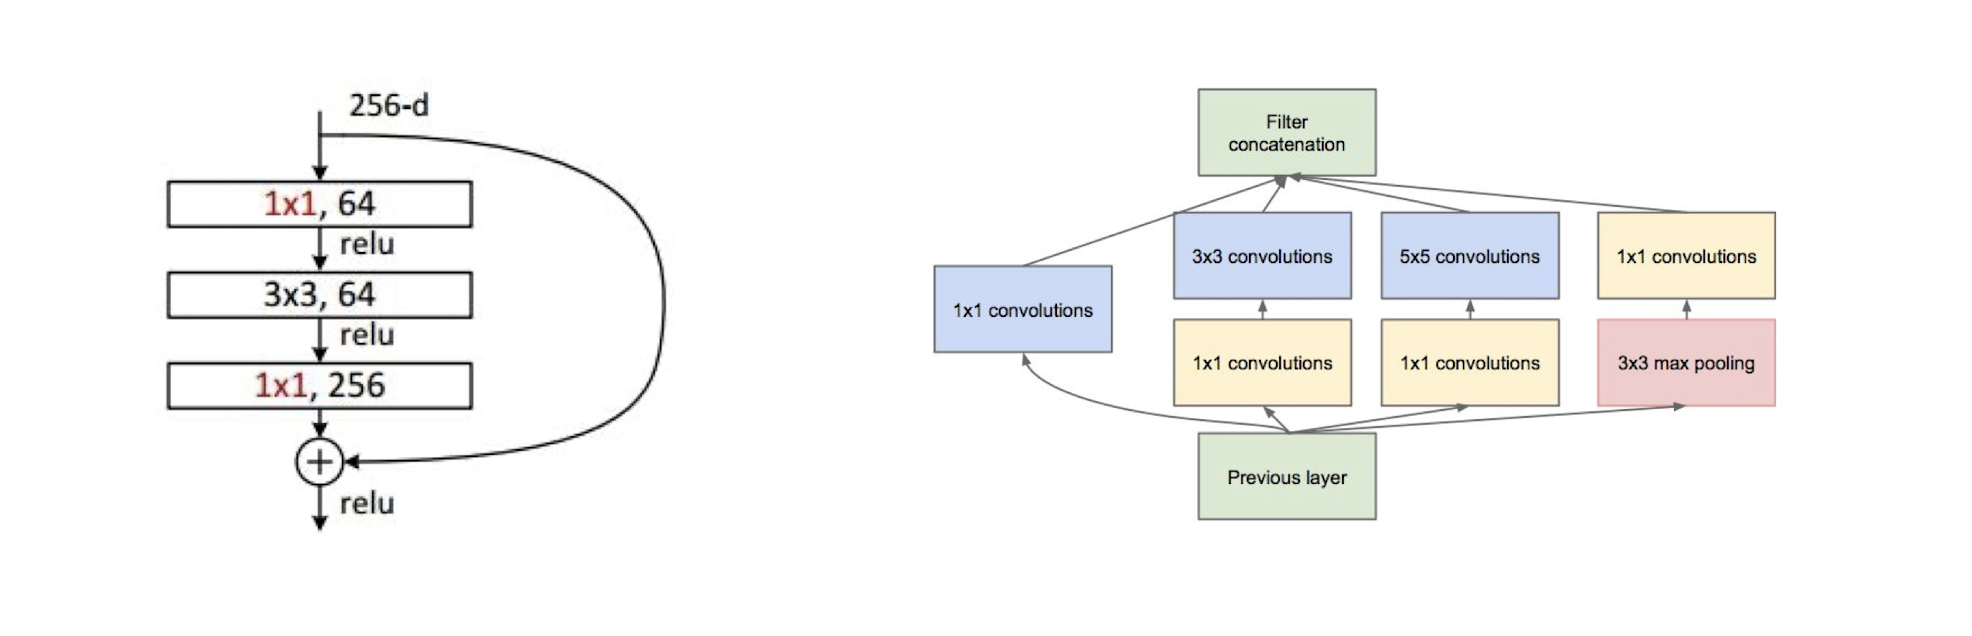 256-d
1x1, 64
relu
3x3, 64
relu
1x1, 256
+
relu
Filter
concatenation
3x3 convolutions
5x5 convolutions
1x1 convolutions
1x1 convolutions
1x1 convolutions
1x1 convolutions
3x3 max pooling
Previous layer